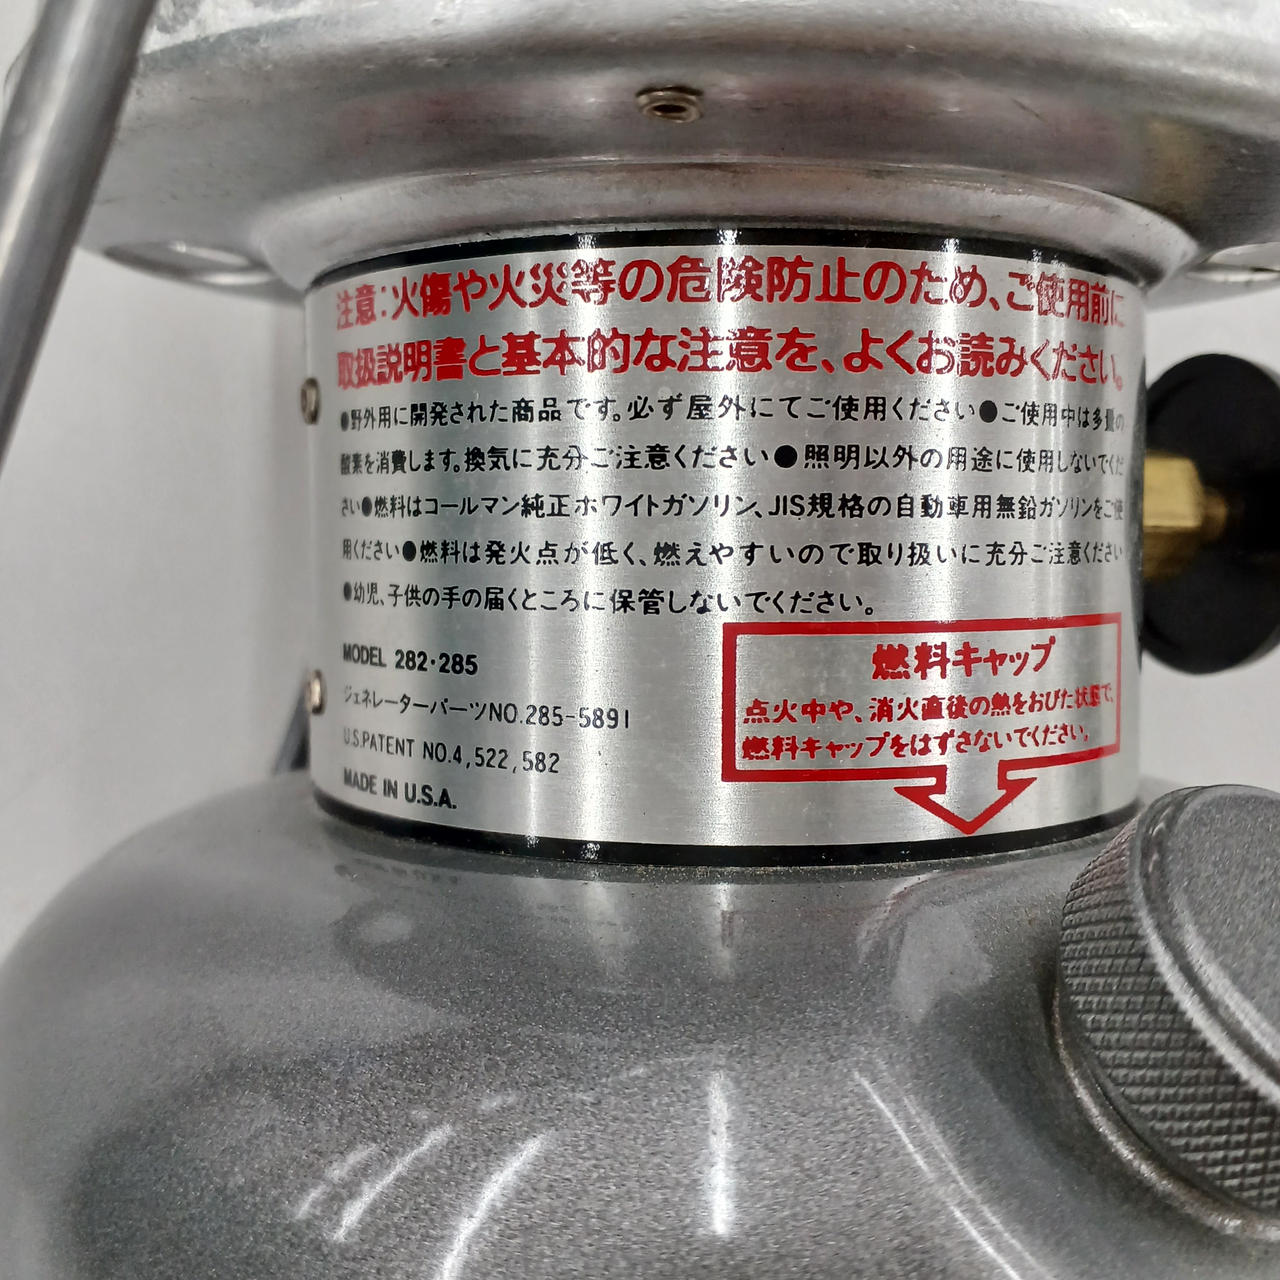 注意:火傷や火災等の危険防止のため、ご使用前に
取扱説明書と基本的な注意を、よくお読みください。
●野外用に開発された商品です。必ず屋外にてご使用ください●ご使用中は多量の
酸素を消費します。換気に充分ご注意ください●照明以外の用途に使用しないでくだ
さい●燃料はコールマン純正ホワイトガソリン、JIS規格の自動車用無鉛ガソリンをご使
用ください●燃料は発火点が低く、燃えやすいので取り扱いに充分ご注意ください
●幼児、子供の手の届くところに保管しないでください。
MODEL 282・285
ジェネレーターパーツNO.285-5891
U.S.PATENT NO.4,522,582
MADE IN U.S.A.
燃料キャップ
点火中や、消火直後の熱をおびた状態で、
燃料キャップをはずさないでください。